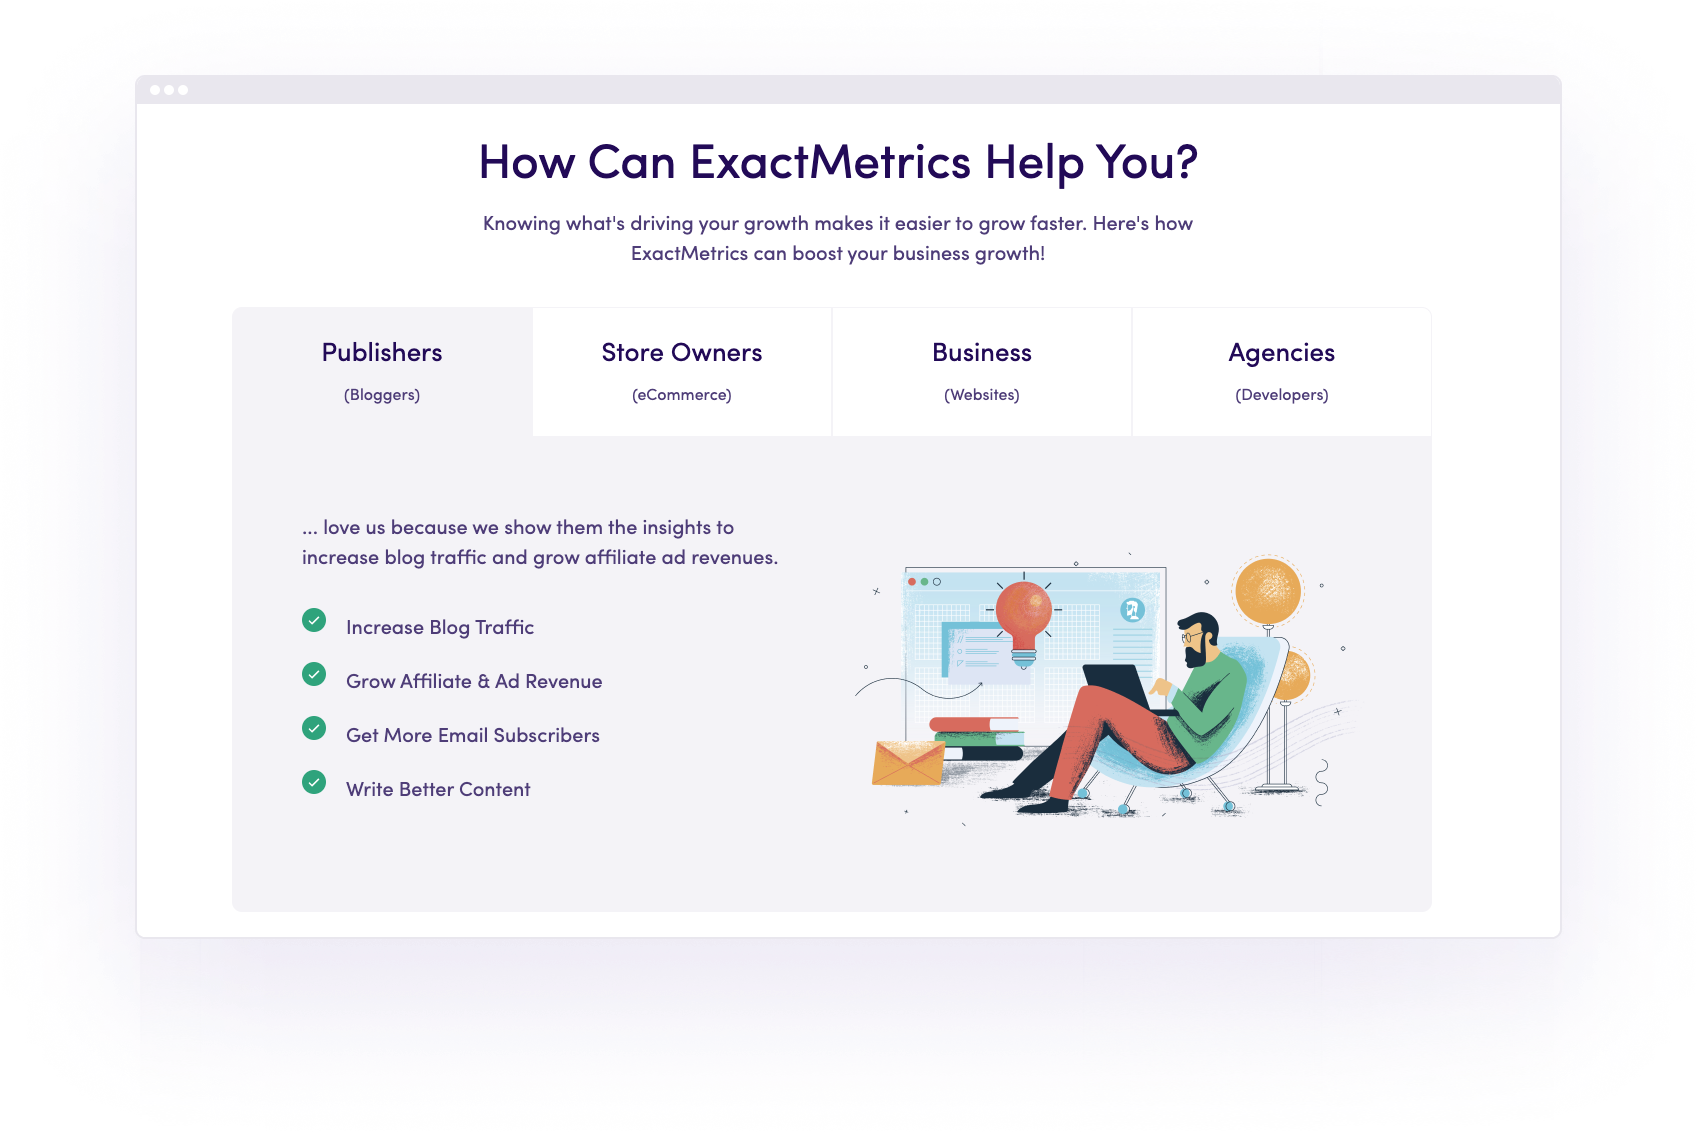 How Can ExactMetrics Help You?
Knowing what's driving your growth makes it easier to grow faster. Here's how
ExactMetrics can boost your business growth!
Publishers
(Bloggers)
Store Owners
(eCommerce)
Business
(Websites)
Agencies
(Developers)
... love us because we show them the insights to
increase blog traffic and grow affiliate ad revenues.
Increase Blog Traffic
Grow Affiliate & Ad Revenue
Get More Email Subscribers
Write Better Content